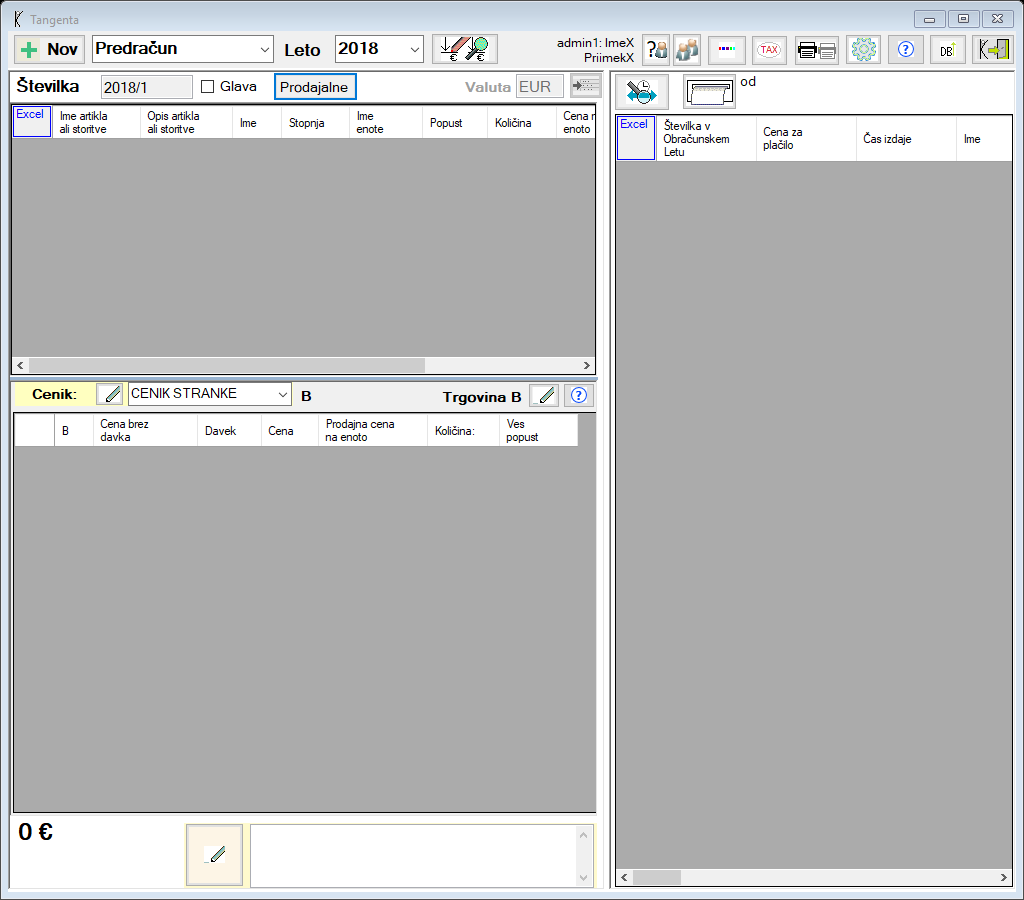 Tangenta
Nov
Predračun
Leto
2018
€
€
admin1: ImeX
PriimekX
?
TAX
?
DB
Številka
2018/1
Glava
Prodajalne
Valuta
EUR
od
Excel
Ime artikla
ali storitve
Opis artikla
ali storitve
Ime
Stopnja
Ime
enote
Popust
Količina
Cena
enoto
Excel
Številka v
Obračunskem
Letu
Cena za
plačilo
Čas izdaje
Ime
Cenik:
CENIK STRANKE
B
Trgovina B
?
B
Cena brez
davka
Davek
Cena
Prodajna cena
na enoto
Količina:
Ves
popust
0 €